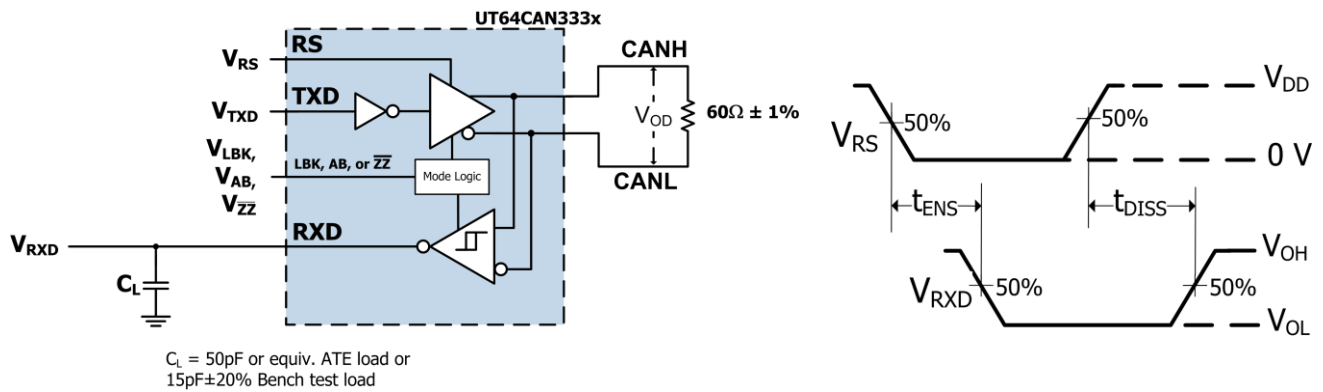 UT64CAN333x
RS
V_RS
CANH
TXD
V_TXD
V_OD
60Ω ± 1%
V_LBK,
V_AB,
V_Z̅Z̅
LBK, AB, or Z̅Z̅
Mode Logic
CANL
RXD
V_RXD
C_L
C_L = 50pF or equiv. ATE load or
15pF±20% Bench test load
V_DD
50%
50%
V_RS
0 V
t_ENS
t_DISS
V_OH
V_RXD
50%
50%
V_OL